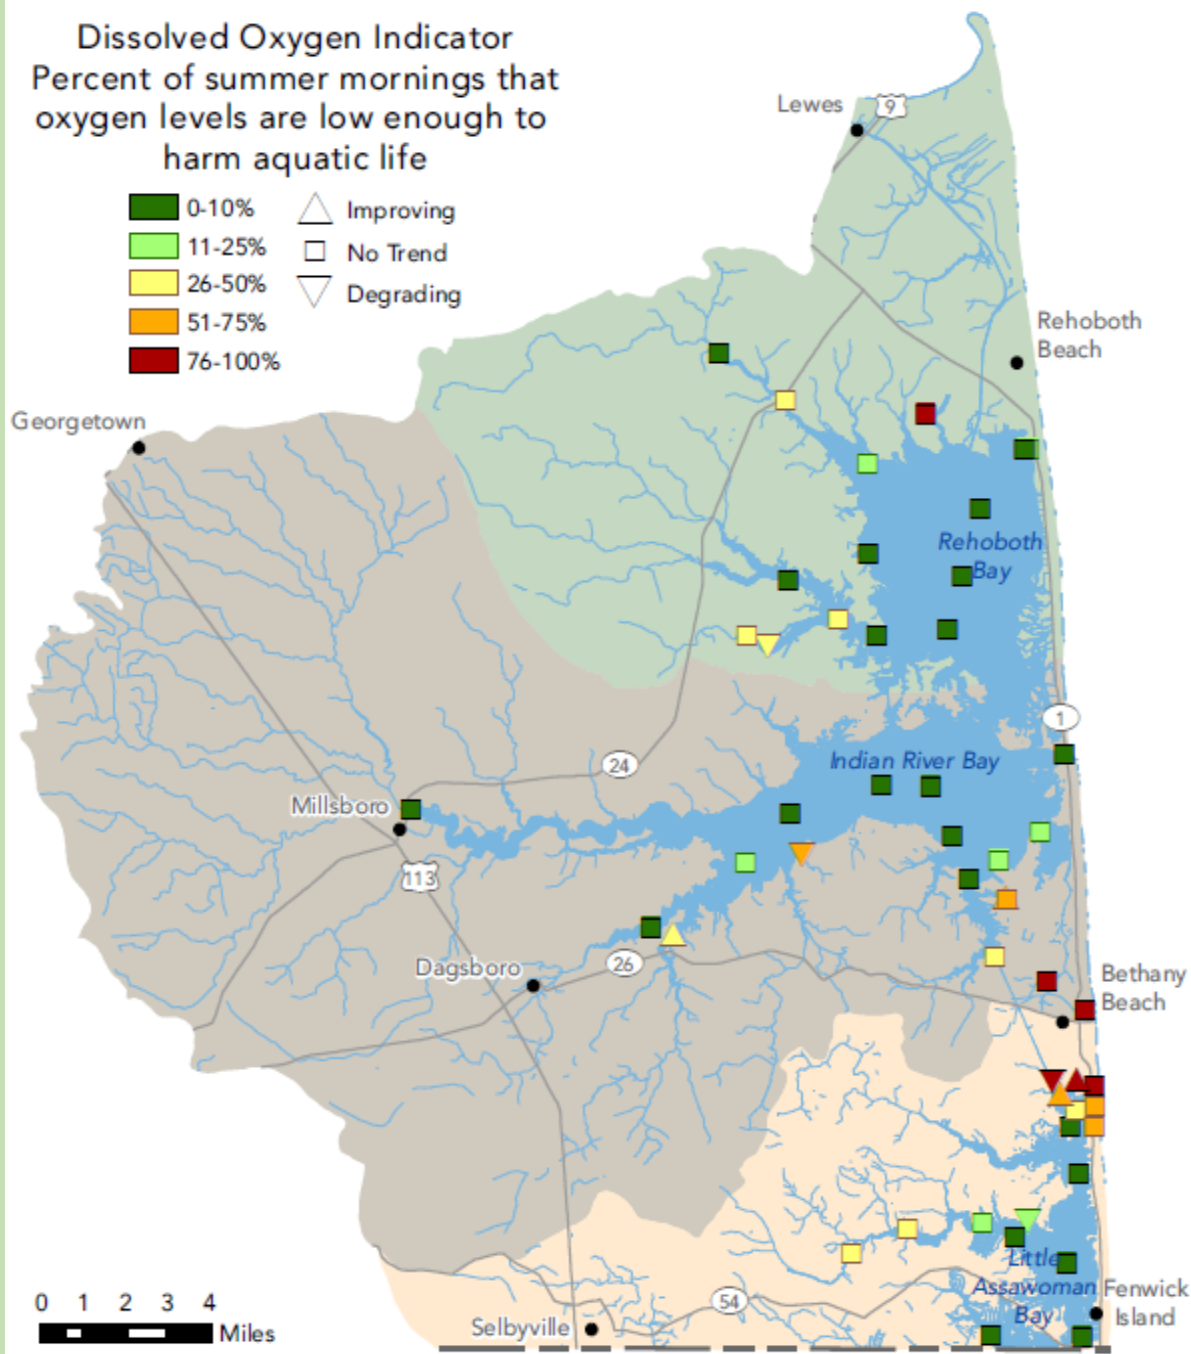 Dissolved Oxygen Indicator
Percent of summer mornings that
oxygen levels are low enough to
harm aquatic life
0-10%
11-25%
26-50%
51-75%
76-100%
Improving
No Trend
Degrading
Lewes
9
Rehoboth
Beach
Georgetown
Rehoboth
Bay
1
Indian River Bay
24
Millsboro
113
Dagsboro
26
Bethany
Beach
Little
Assawoman
Bay
Fenwick
Island
54
Selbyville
0 1 2 3 4
Miles